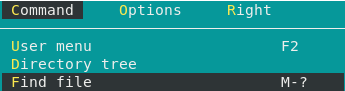 Command Options Right
User menu F2
Directory tree
Find file M-?